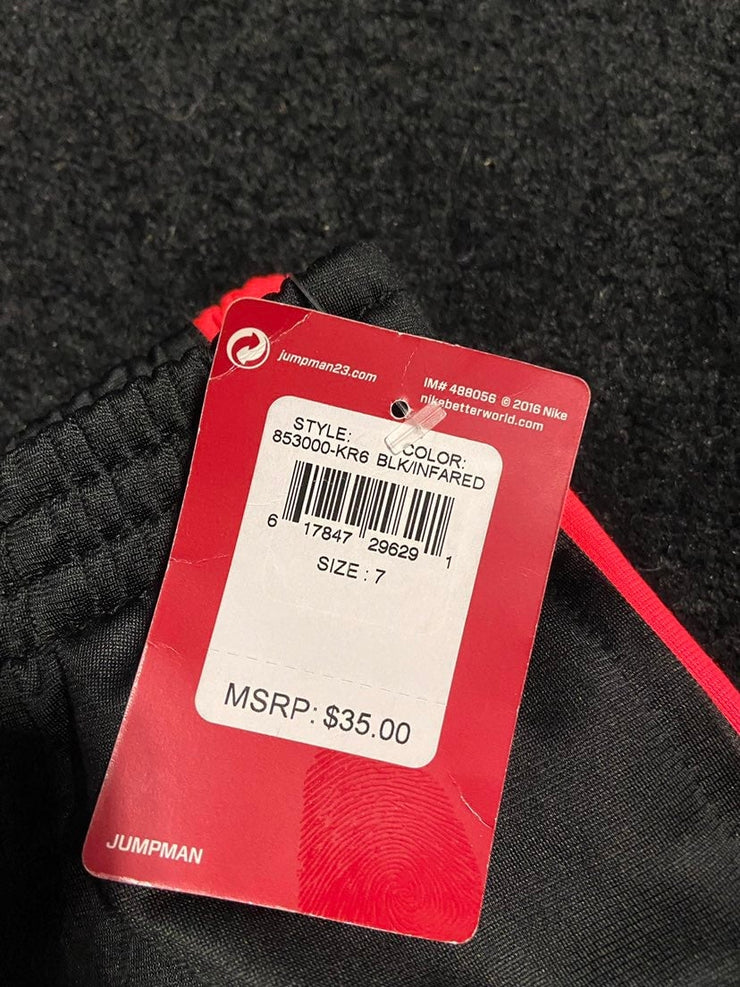 jumpman23.com
IM# 488056 © 2016 Nike
nikebetterworld.com
STYLE: COLOR:
853000-KR6 BLK/INFARED
6 17847 29629 1
SIZE : 7
MSRP: $35.00
JUMPMAN